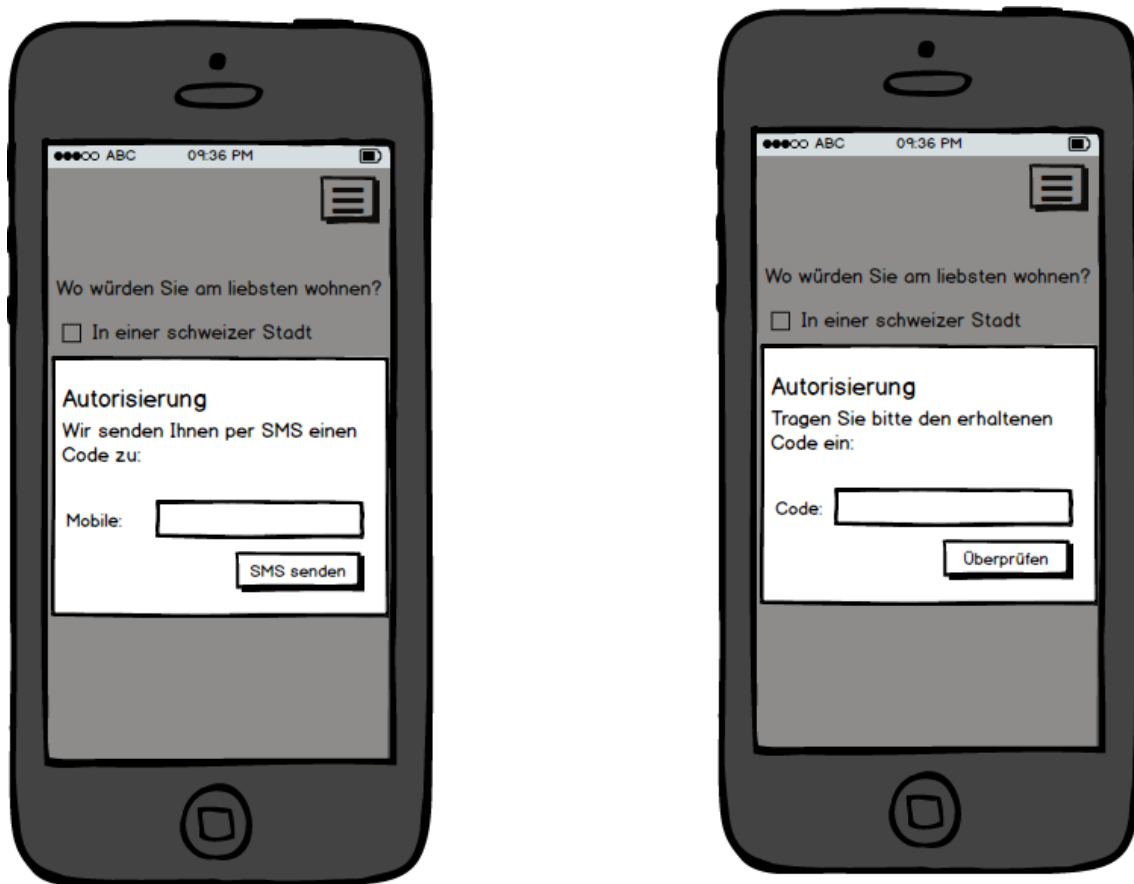 ABC 09:36 PM
Wo würden Sie am liebsten wohnen?
In einer schweizer Stadt
Autorisierung
Wir senden Ihnen per SMS einen
Code zu:
Mobile:
SMS senden
ABC 09:36 PM
Wo würden Sie am liebsten wohnen?
In einer schweizer Stadt
Autorisierung
Tragen Sie bitte den erhaltenen
Code ein:
Code:
Überprüfen